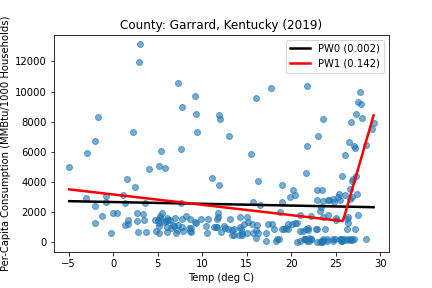 County: Garrard, Kentucky (2019)
Per-Capita Consumption (MMBtu/1000 Households)
12000
10000
8000
6000
4000
2000
0
PW0 (0.002)
PW1 (0.142)
−5 0 5 10 15 20 25 30
Temp (deg C)